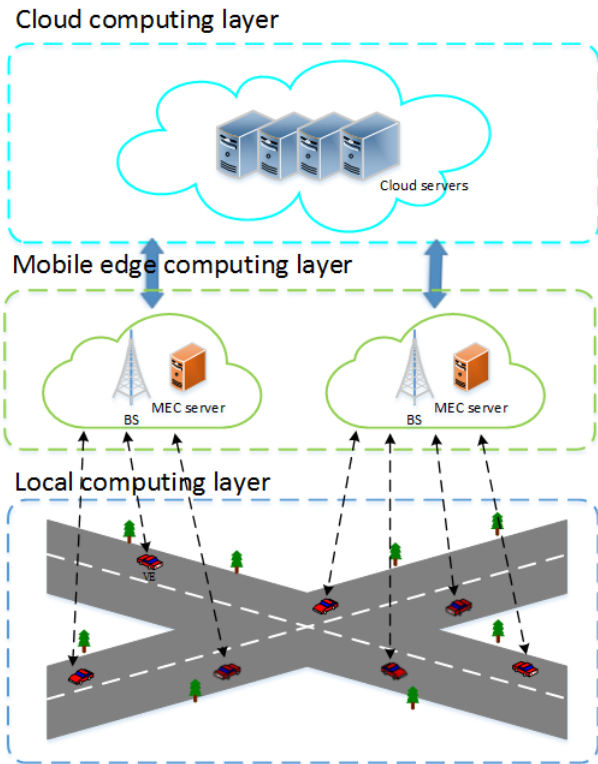 Cloud computing layer
Cloud servers
Mobile edge computing layer
MEC server
BS
MEC server
BS
Local computing layer
VE